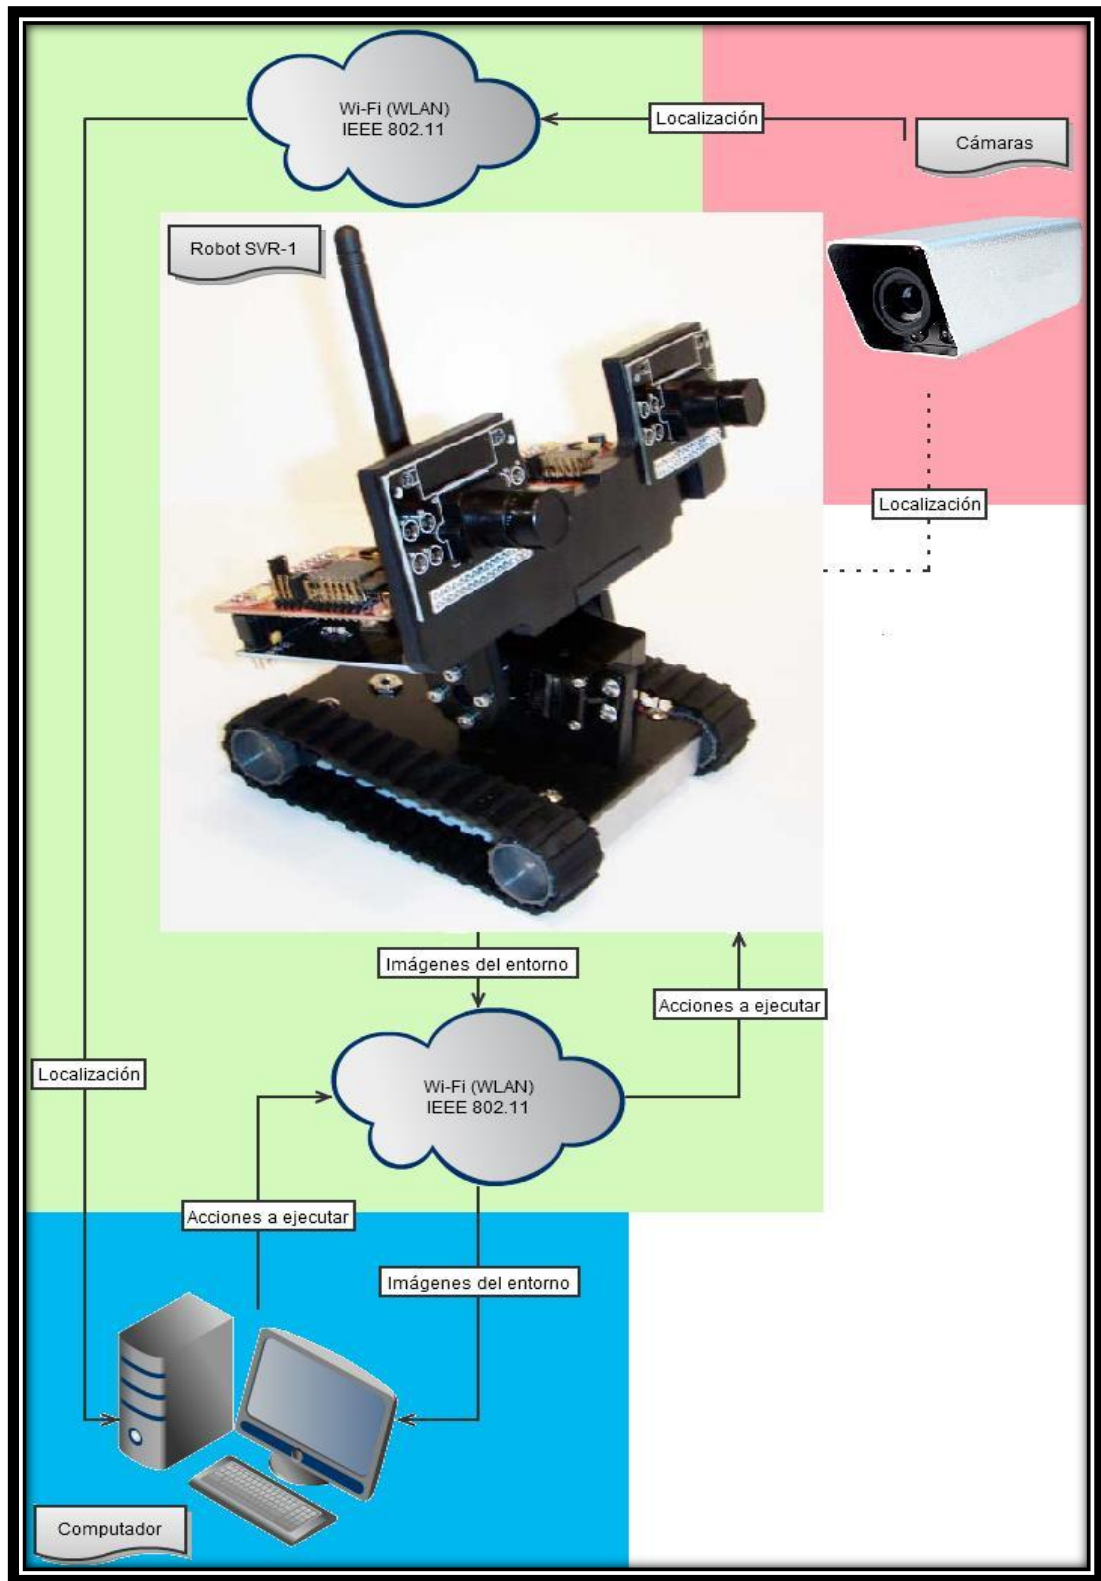 Wi-Fi (WLAN)
IEEE 802.11
Localización
Cámaras
Robot SVR-1
Localización
Imágenes del entorno
Acciones a ejecutar
Localización
Wi-Fi (WLAN)
IEEE 802.11
Acciones a ejecutar
Imágenes del entorno
Computador